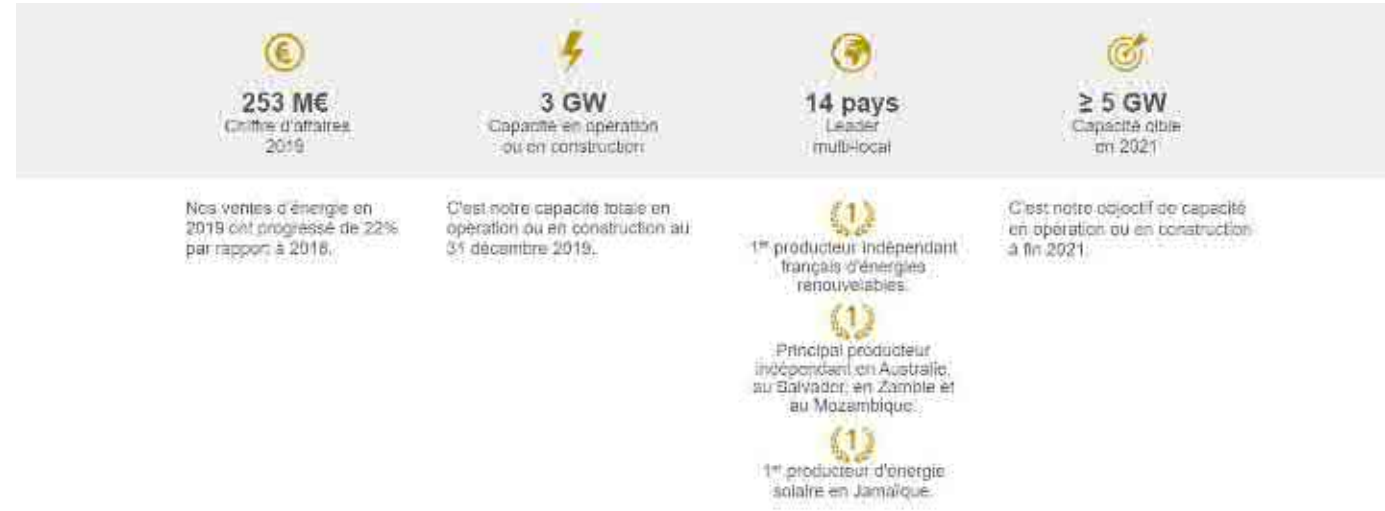 253 M€
Chiffre d'affaires
2019
3 GW
Capacité en opération
ou en construction
14 pays
Leader
multi-local
≥ 5 GW
Capacité cible
en 2021
Nos ventes d'énergie en
2019 ont progressé de 22%
par rapport à 2018.
C'est notre capacité totale en
opération ou en construction au
31 décembre 2019.
1
1er producteur indépendant
français d'énergies
renouvelables.
1
Principal producteur
indépendant en Australie,
au Salvador, en Zambie et
au Mozambique.
1
1er producteur d'énergie
solaire en Jamaïque.
C'est notre objectif de capacité
en opération ou en construction
à fin 2021.